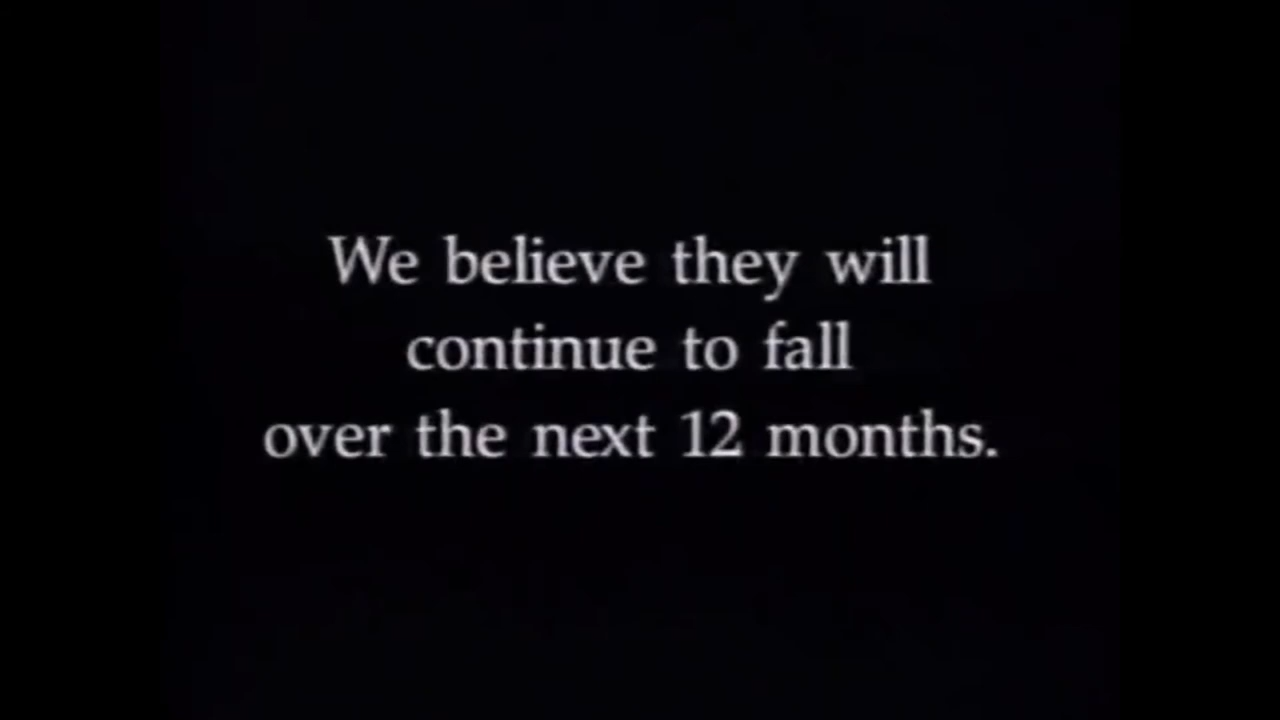 We believe they will
continue to fall
over the next 12 months.